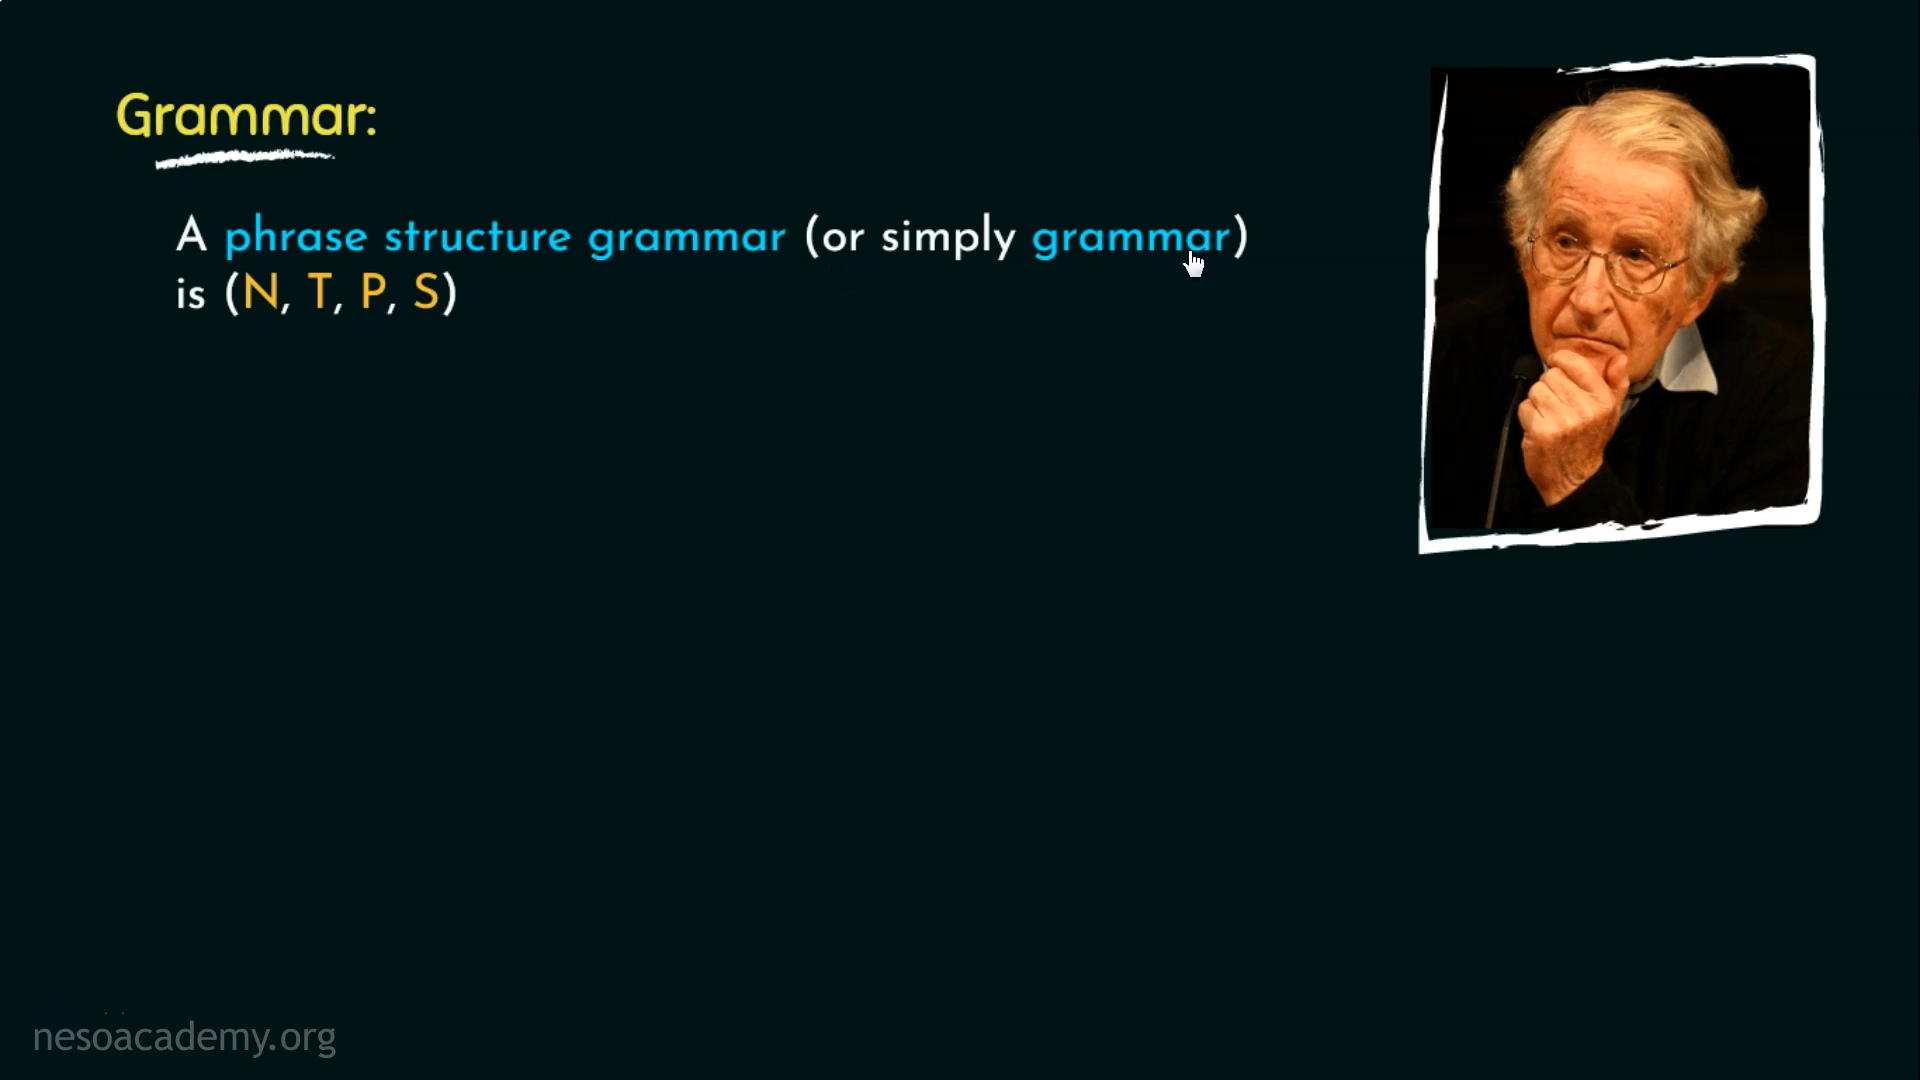 Grammar:
A phrase structure grammar (or simply grammar)
is (N, T, P, S)
nesoacademy.org